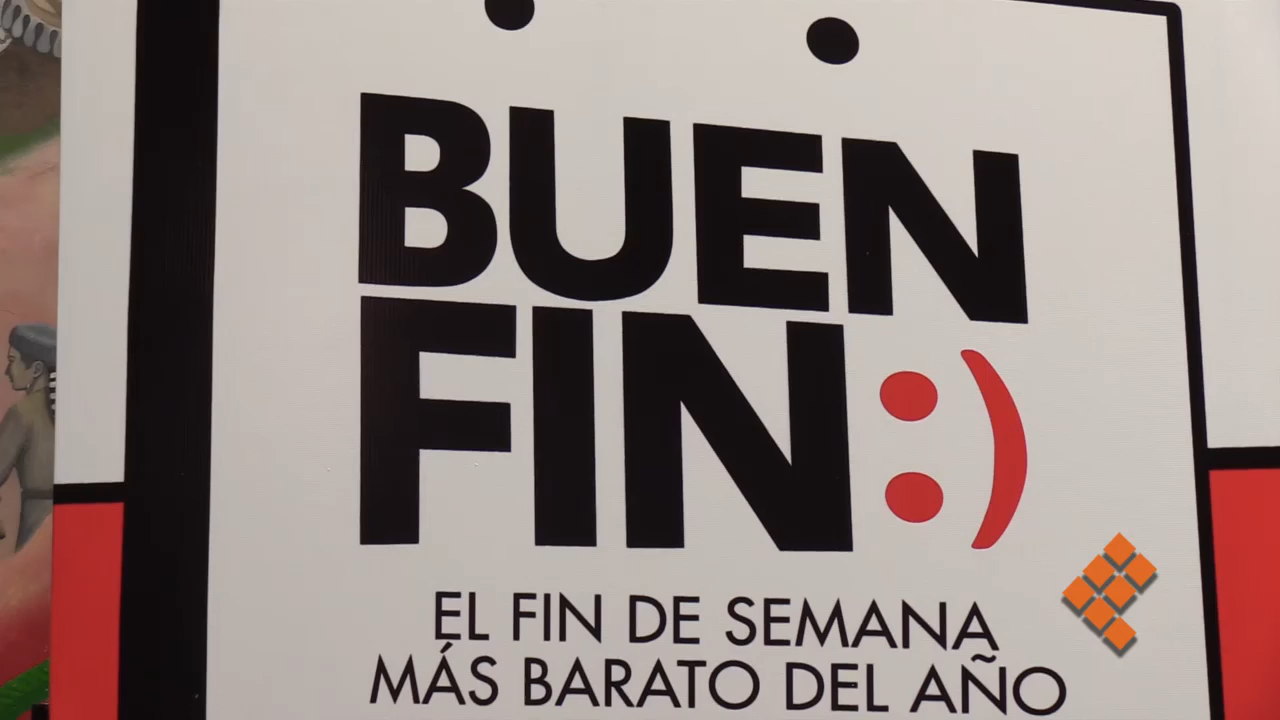 BUEN
FIN:)
EL FIN DE SEMANA
MÁS BARATO DEL AÑO